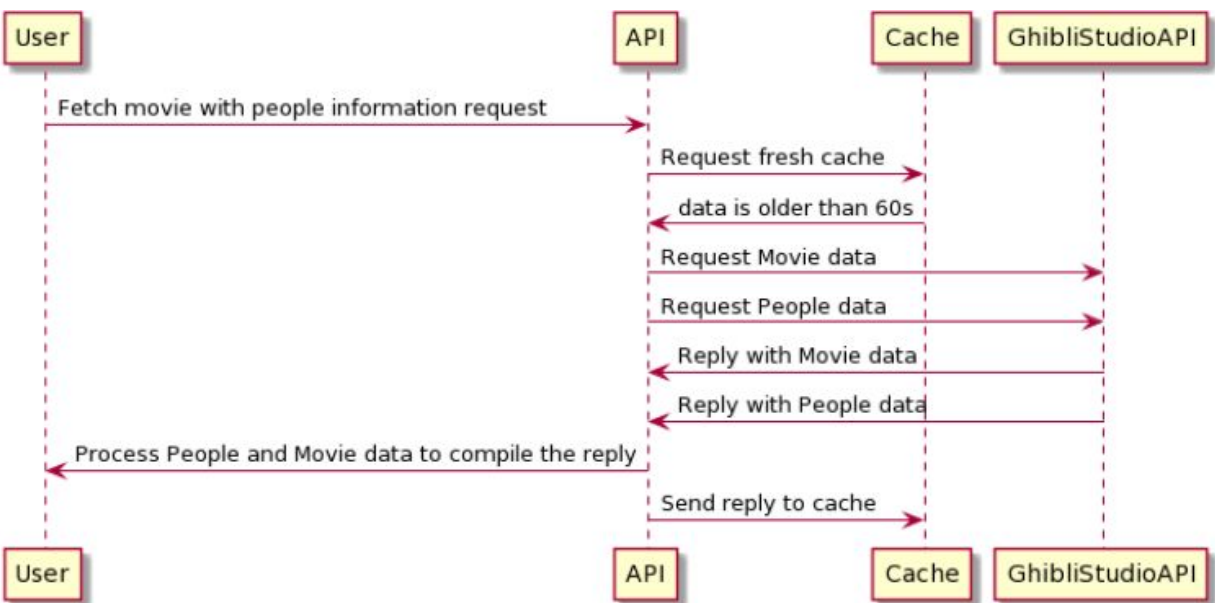 User API Cache GhibliStudioAPI
Fetch movie with people information request
Request fresh cache
data is older than 60s
Request Movie data
Request People data
Reply with Movie data
Reply with People data
Process People and Movie data to compile the reply
Send reply to cache
User API Cache GhibliStudioAPI